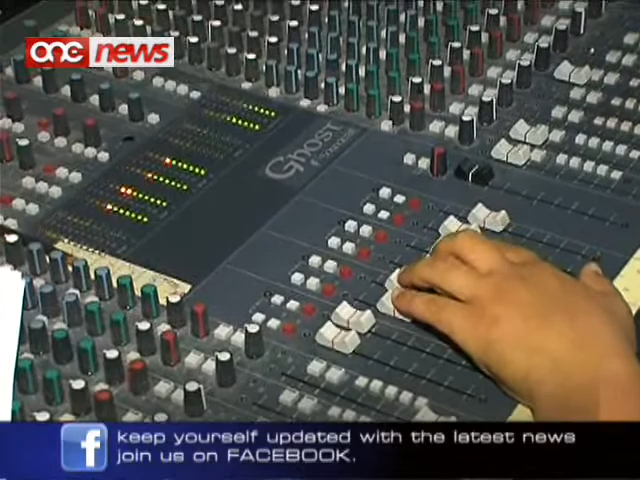 one news
Ghost
keep yourself updated with the latest news
join us on FACEBOOK.